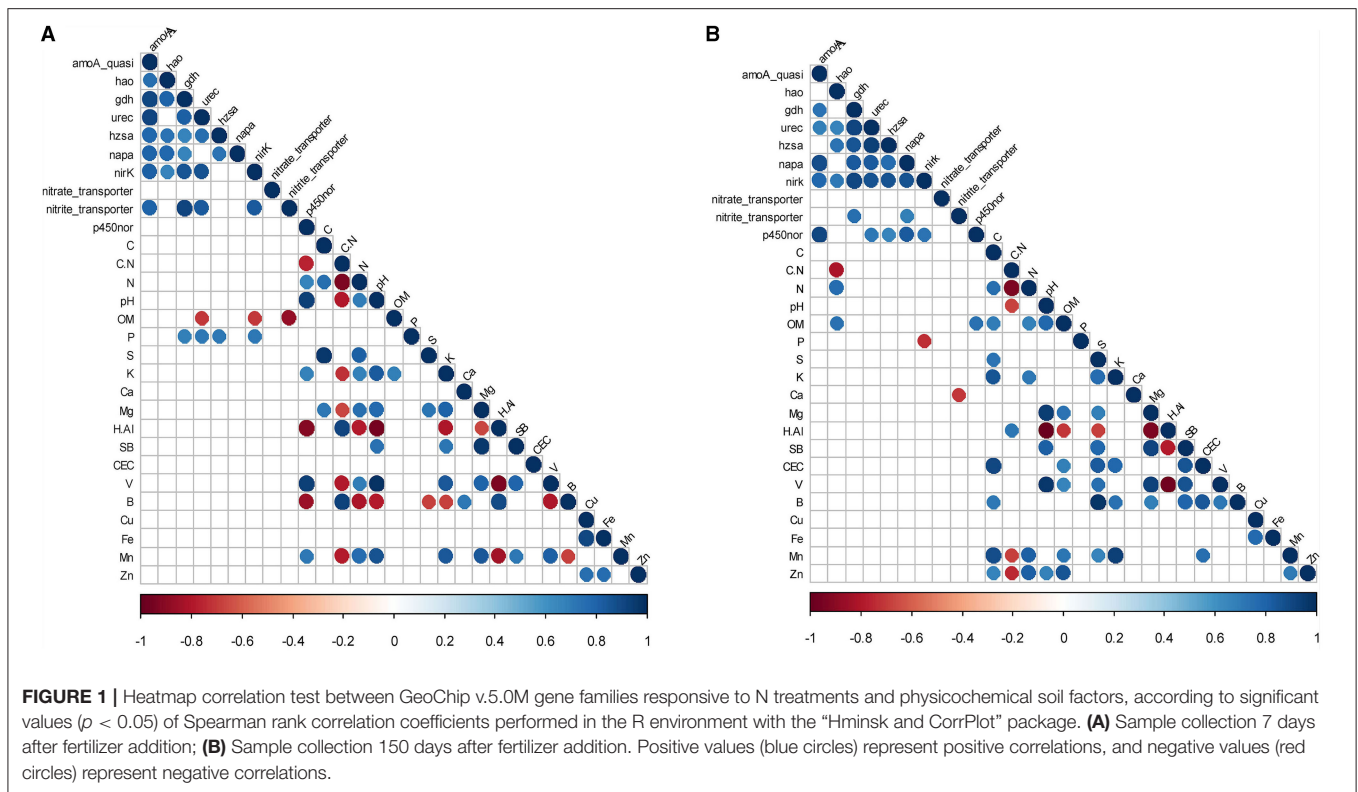 A
amoA_A
hao
gdh
urec
hzsa
napa
nirK
nitrate_transporter
nitrite_transporter
p450nor
C
C.N
N
pH
OM
P
S
K
Ca
Mg
H.Al
SB
CEC
V
B
Cu
Fe
Mn
Zn
amoA_quasi
hao
gdh
urec
hzsa
napa
nirK
nitrate_transporter
nitrite_transporter
p450nor
C
C.N
N
pH
OM
P
S
K
Ca
Mg
H.Al
SB
CEC
V
B
Cu
Fe
Mn
Zn
-1 -0.8 -0.6 -0.4 -0.2 0 0.2 0.4 0.6 0.8 1
B
hao
gdh
urec
hzsa
napa
nirk
nitrate_transporter
nitrite_transporter
p450nor
C
C.N
N
pH
OM
P
S
K
Ca
Mg
H.Al
SB
CEC
V
B
Cu
Fe
Mn
Zn
amoA_quasi
hao
gdh
urec
hzsa
napa
nirk
nitrate_transporter
nitrite_transporter
p450nor
C
C.N
N
pH
OM
P
S
K
Ca
Mg
H.Al
SB
CEC
V
B
Cu
Fe
Mn
Zn
-1 -0.8 -0.6 -0.4 -0.2 0 0.2 0.4 0.6 0.8 1
FIGURE 1 | Heatmap correlation test between GeoChip v.5.0M gene families responsive to N treatments and physicochemical soil factors, according to significant
values (p < 0.05) of Spearman rank correlation coefficients performed in the R environment with the “Hminsk and CorrPlot” package. (A) Sample collection 7 days
after fertilizer addition; (B) Sample collection 150 days after fertilizer addition. Positive values (blue circles) represent positive correlations, and negative values (red
circles) represent negative correlations.